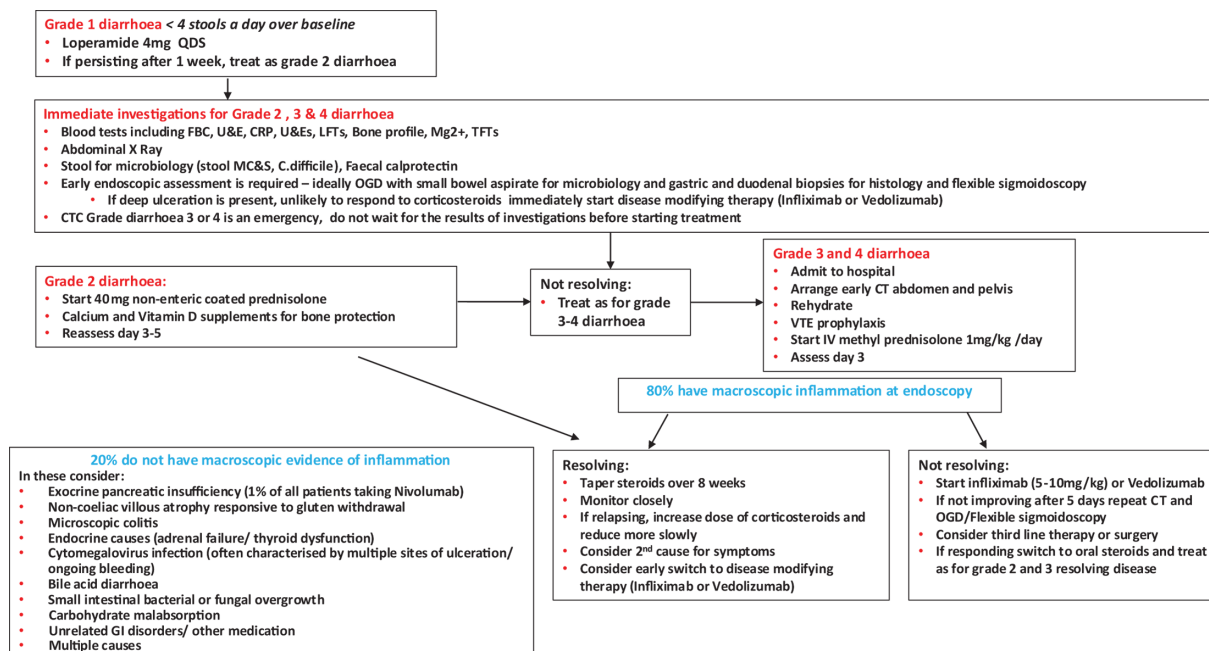 Grade 1 diarrhoea < 4 stools a day over baseline
• Loperamide 4mg QDS
• If persisting after 1 week, treat as grade 2 diarrhoea
Immediate investigations for Grade 2 , 3 & 4 diarrhoea
• Blood tests including FBC, U&E, CRP, U&Es, LFTs, Bone profile, Mg2+, TFTs
• Abdominal X Ray
• Stool for microbiology (stool MC&S, C.difficile), Faecal calprotectin
• Early endoscopic assessment is required – ideally OGD with small bowel aspirate for microbiology and gastric and duodenal biopsies for histology and flexible sigmoidoscopy
• If deep ulceration is present, unlikely to respond to corticosteroids immediately start disease modifying therapy (Infliximab or Vedolizumab)
• CTC Grade diarrhoea 3 or 4 is an emergency, do not wait for the results of investigations before starting treatment
Grade 2 diarrhoea:
• Start 40mg non-enteric coated prednisolone
• Calcium and Vitamin D supplements for bone protection
• Reassess day 3-5
Not resolving:
• Treat as for grade
3-4 diarrhoea
Grade 3 and 4 diarrhoea
• Admit to hospital
• Arrange early CT abdomen and pelvis
• Rehydrate
• VTE prophylaxis
• Start IV methyl prednisolone 1mg/kg /day
• Assess day 3
80% have macroscopic inflammation at endoscopy
20% do not have macroscopic evidence of inflammation
In these consider:
• Exocrine pancreatic insufficiency (1% of all patients taking Nivolumab)
• Non-coeliac villous atrophy responsive to gluten withdrawal
• Microscopic colitis
• Endocrine causes (adrenal failure/ thyroid dysfunction)
• Cytomegalovirus infection (often characterised by multiple sites of ulceration/
ongoing bleeding)
• Bile acid diarrhoea
• Small intestinal bacterial or fungal overgrowth
• Carbohydrate malabsorption
• Unrelated GI disorders/ other medication
• Multiple causes
Resolving:
• Taper steroids over 8 weeks
• Monitor closely
• If relapsing, increase dose of corticosteroids and
reduce more slowly
• Consider 2nd cause for symptoms
• Consider early switch to disease modifying
therapy (Infliximab or Vedolizumab)
Not resolving:
• Start infliximab (5-10mg/kg) or Vedolizumab
• If not improving after 5 days repeat CT and
OGD/Flexible sigmoidoscopy
• Consider third line therapy or surgery
• If responding switch to oral steroids and treat
as for grade 2 and 3 resolving disease